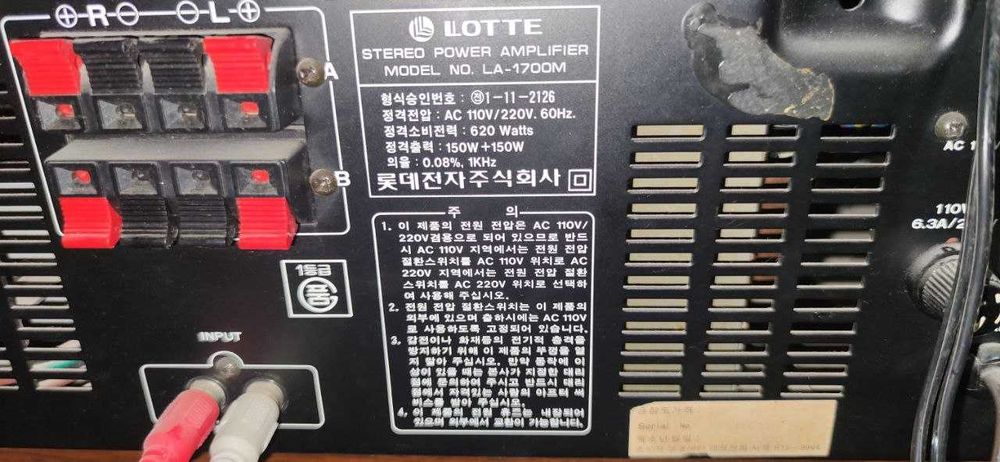 ⊕R⊖ ⊖L⊕
A
B
LOTTE
STEREO POWER AMPLIFIER
MODEL NO. LA-1700M
형식승인번호 : ㉝1-11-2126
정격전압 : AC 110V/220V. 60Hz.
정격소비전력 : 620 Watts
정격출력 : 150W+150W
의율 : 0.08%, 1KHz
롯데전자주식회사
주 의
1. 이 제품의 전원 전압은 AC 110V/
220V겸용으로 되어 있으므로 반드
시 AC 110V 지역에서는 전원 전압
절환스위치를 AC 110V 위치로 AC
220V 지역에서는 전원 전압 절환
스위치를 AC 220V 위치로 선택하
여 사용해 주십시오.
2. 전원 전압 절환스위치는 이 제품의
외부에 있으며 출하시에는 AC 110V
로 사용하도록 고정되어 있습니다.
3. 감전이나 화재등의 전기적 충격을
방지하기 위해 이 제품의 뚜껑을 열
지 말아 주십시오. 만약 동작에 이
상이 있을 때는 본사가 지정한 대리
점에 문의하여 주시고 반드시 대리
점에서 자격있는 사람의 아프터 써
비스를 받아 주십시오.
4. 이 제품의 전원 휴즈는 내장되어
있으며 외부에서 교환이 가능합니다.
1등급
품
INPUT
AC
110V
6.3A/2
Serial No